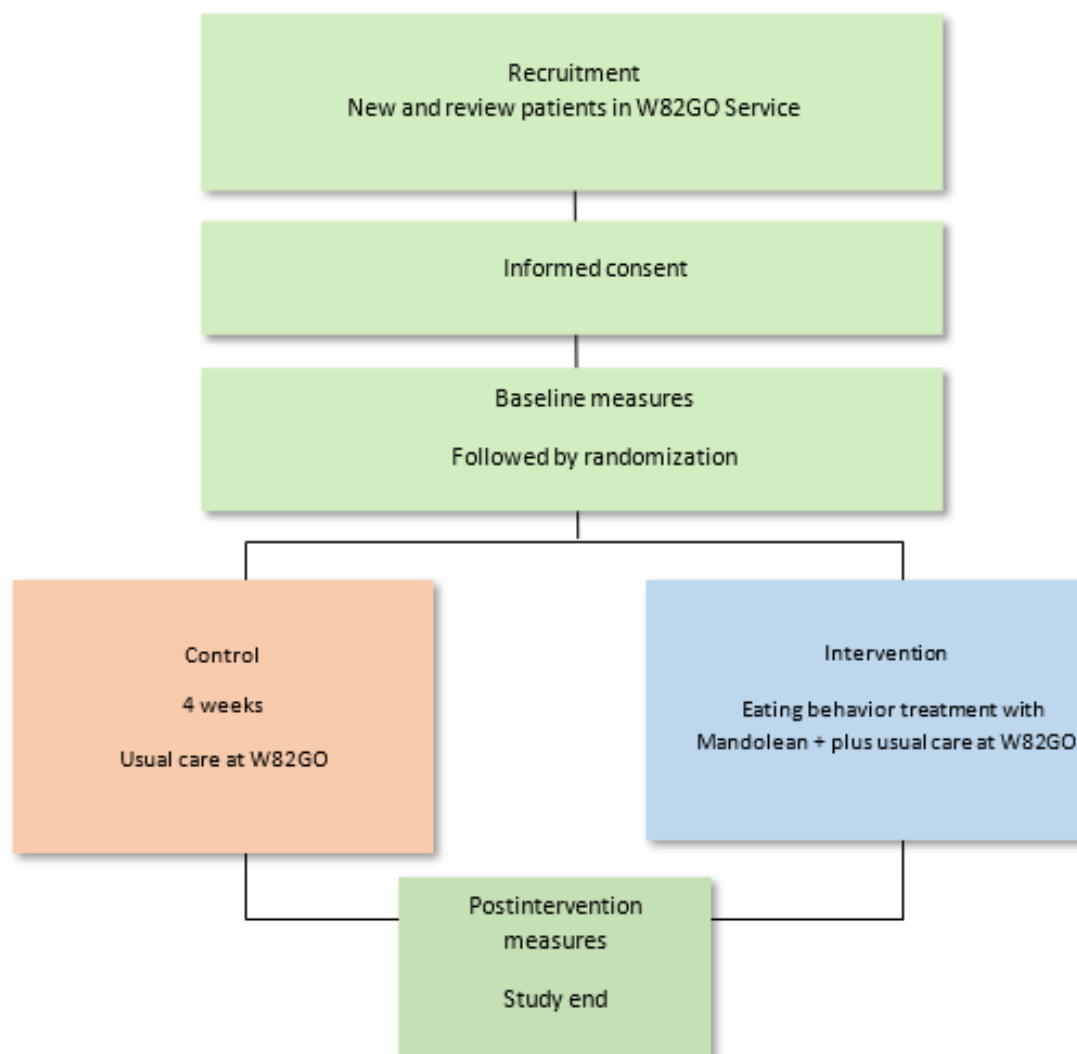 Recruitment
New and review patients in W82GO Service
Informed consent
Baseline measures
Followed by randomization
Control
4 weeks
Usual care at W82GO
Intervention
Eating behavior treatment with
Mandolean + plus usual care at W82GO
Postintervention
measures
Study end